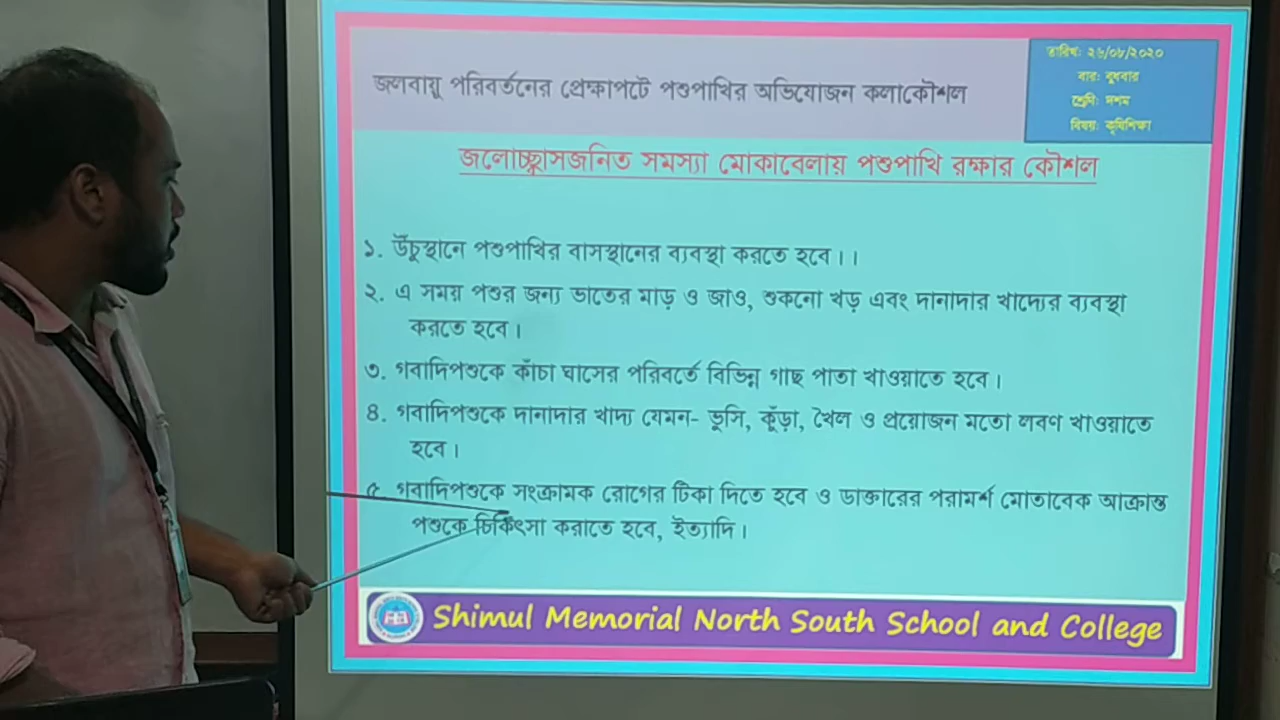 জলবায়ু পরিবর্তনের প্রেক্ষাপটে পশুপাখির অভিযোজন কলাকৌশল
তারিখ: ২৬/০৮/২০২০
বার: বুধবার
শ্রেণি: দশম
বিষয়: কৃষিশিক্ষা
জলোচ্ছ্বাসজনিত সমস্যা মোকাবেলায় পশুপাখি রক্ষার কৌশল
১. উঁচুস্থানে পশুপাখির বাসস্থানের ব্যবস্থা করতে হবে।।
২. এ সময় পশুর জন্য ভাতের মাড় ও জাও, শুকনো খড় এবং দানাদার খাদ্যের ব্যবস্থা
করতে হবে।
৩. গবাদিপশুকে কাঁচা ঘাসের পরিবর্তে বিভিন্ন গাছ পাতা খাওয়াতে হবে।
৪. গবাদিপশুকে দানাদার খাদ্য যেমন- ভুসি, কুঁড়া, খৈল ও প্রয়োজন মতো লবণ খাওয়াতে
হবে।
৫ গবাদিপশুকে সংক্রামক রোগের টিকা দিতে হবে ও ডাক্তারের পরামর্শ মোতাবেক আক্রান্ত
পশুকে চিকিৎসা করাতে হবে, ইত্যাদি।
Shimul Memorial North South School and College